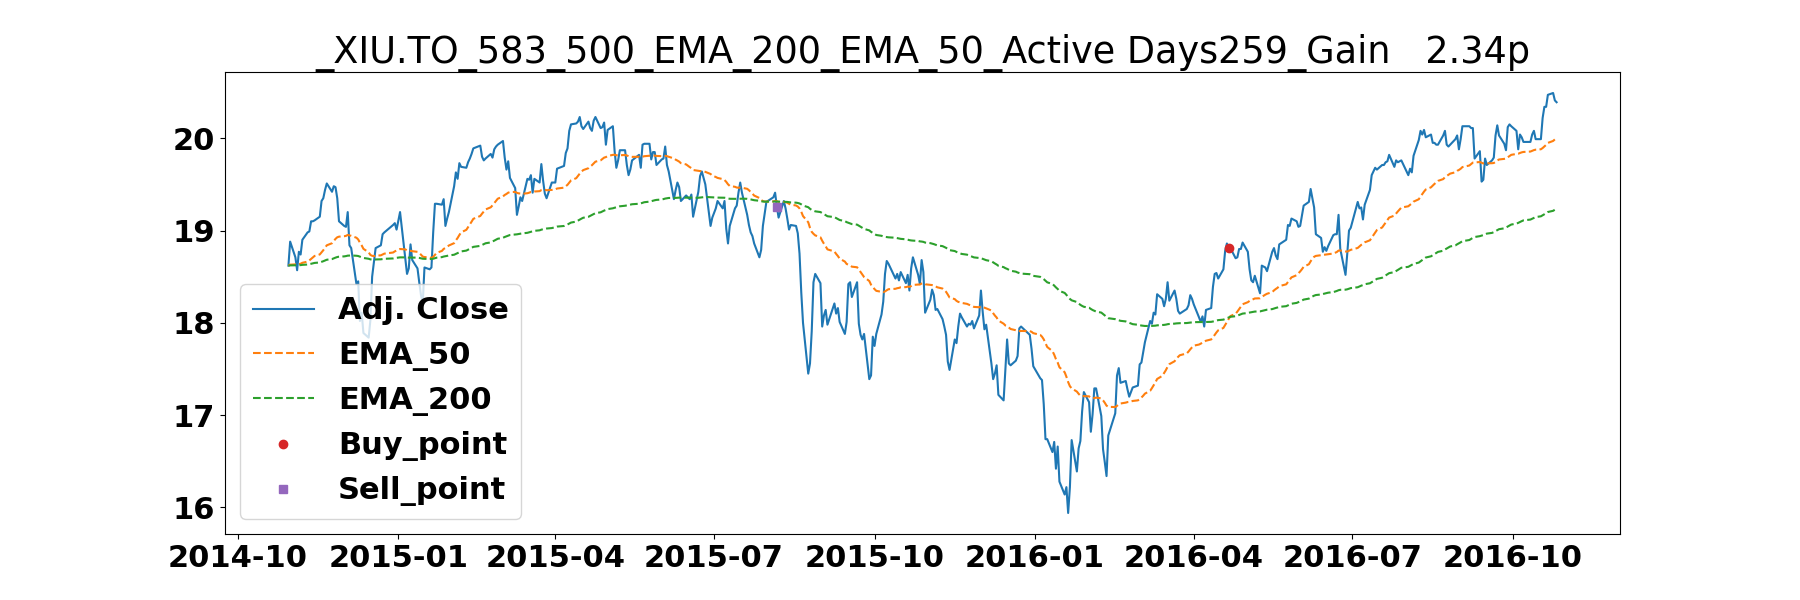 _XIU.TO_583_500_EMA_200_EMA_50_Active Days259_Gain   2.34p
20
19
18
17
16
Adj. Close
EMA_50
EMA_200
Buy_point
Sell_point
2014-10 2015-01 2015-04 2015-07 2015-10 2016-01 2016-04 2016-07 2016-10